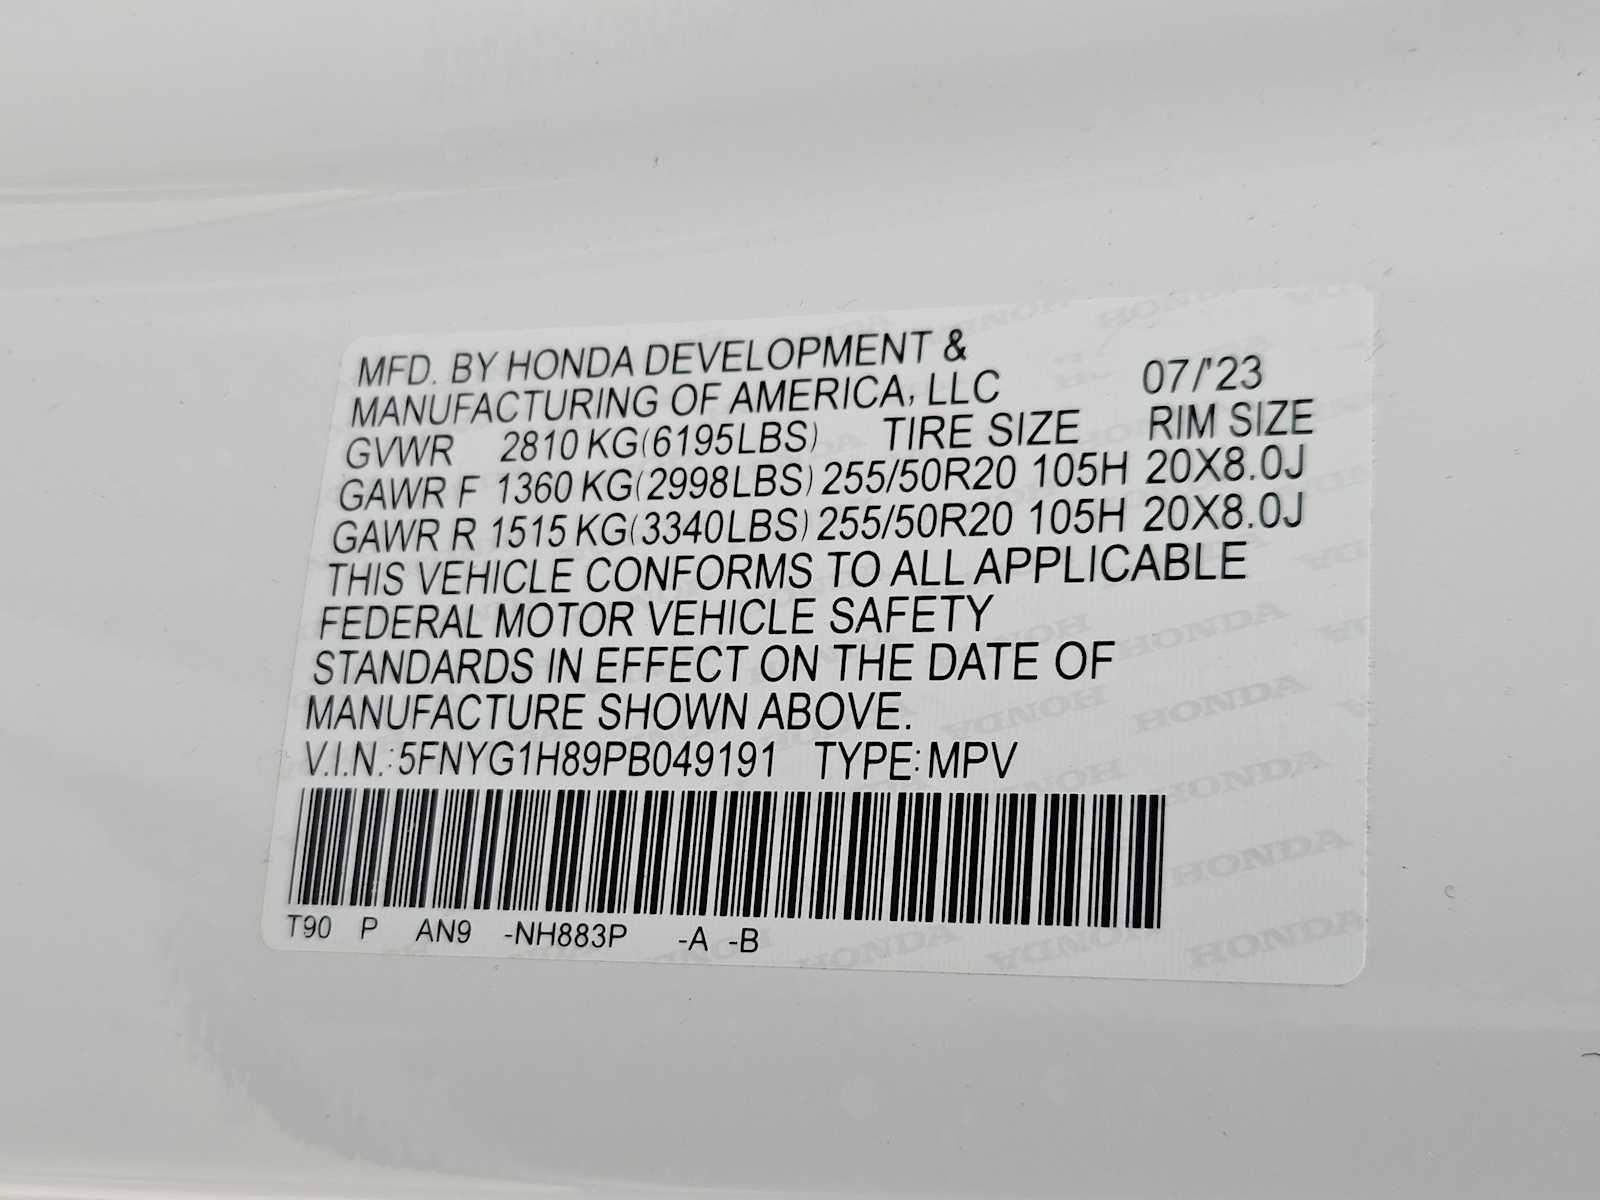 MFD. BY HONDA DEVELOPMENT &
MANUFACTURING OF AMERICA, LLC 07/'23
GVWR 2810 KG(6195LBS) TIRE SIZE RIM SIZE
GAWR F 1360 KG(2998LBS) 255/50R20 105H 20X8.0J
GAWR R 1515 KG(3340LBS) 255/50R20 105H 20X8.0J
THIS VEHICLE CONFORMS TO ALL APPLICABLE
FEDERAL MOTOR VEHICLE SAFETY
STANDARDS IN EFFECT ON THE DATE OF
MANUFACTURE SHOWN ABOVE.
V.I.N.:5FNYG1H89PB049191 TYPE:MPV
T90 P AN9 -NH883P -A -B